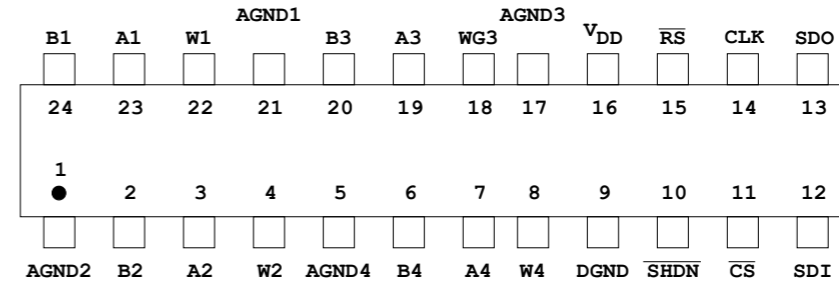 AGND1 AGND3
B1 A1 W1 B3 A3 WG3 VDD RS CLK SDO
24 23 22 21 20 19 18 17 16 15 14 13
1
2 3 4 5 6 7 8 9 10 11 12
AGND2 B2 A2 W2 AGND4 B4 A4 W4 DGND SHDN CS SDI